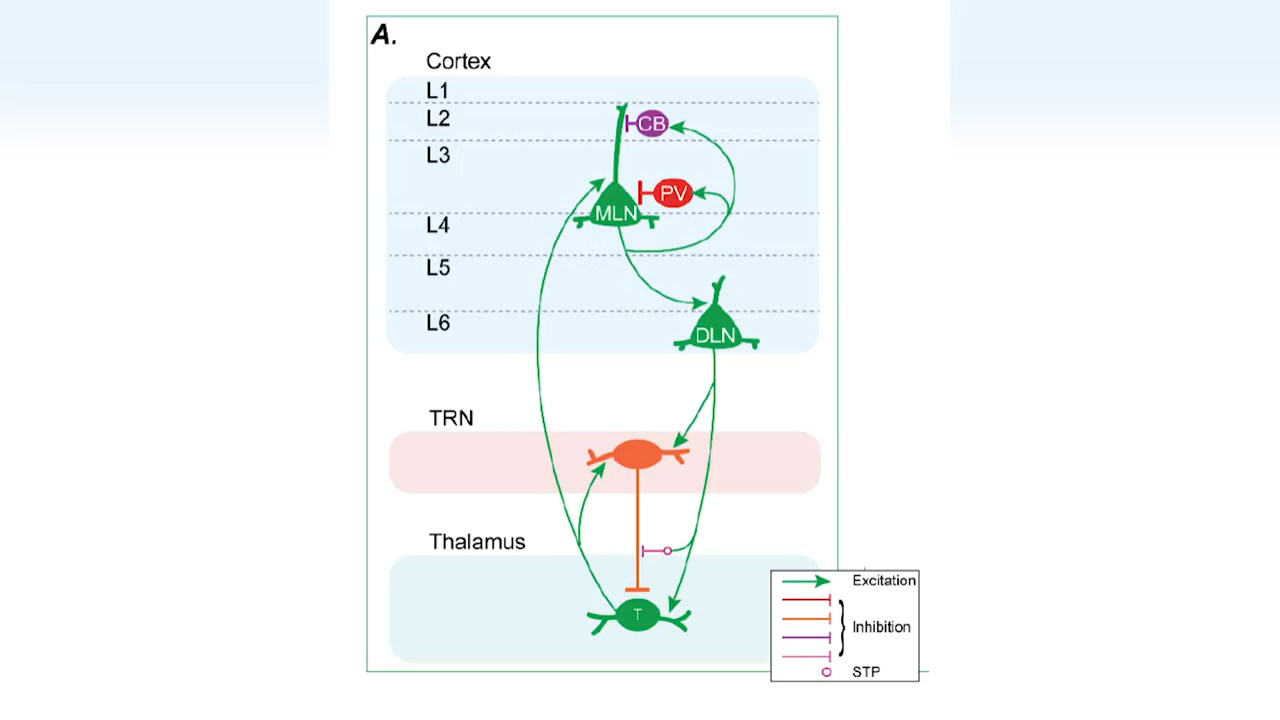 A.
Cortex
L1
L2
CB
L3
PV
MLN
L4
L5
L6
DLN
TRN
Thalamus
T
Excitation
Inhibition
STP